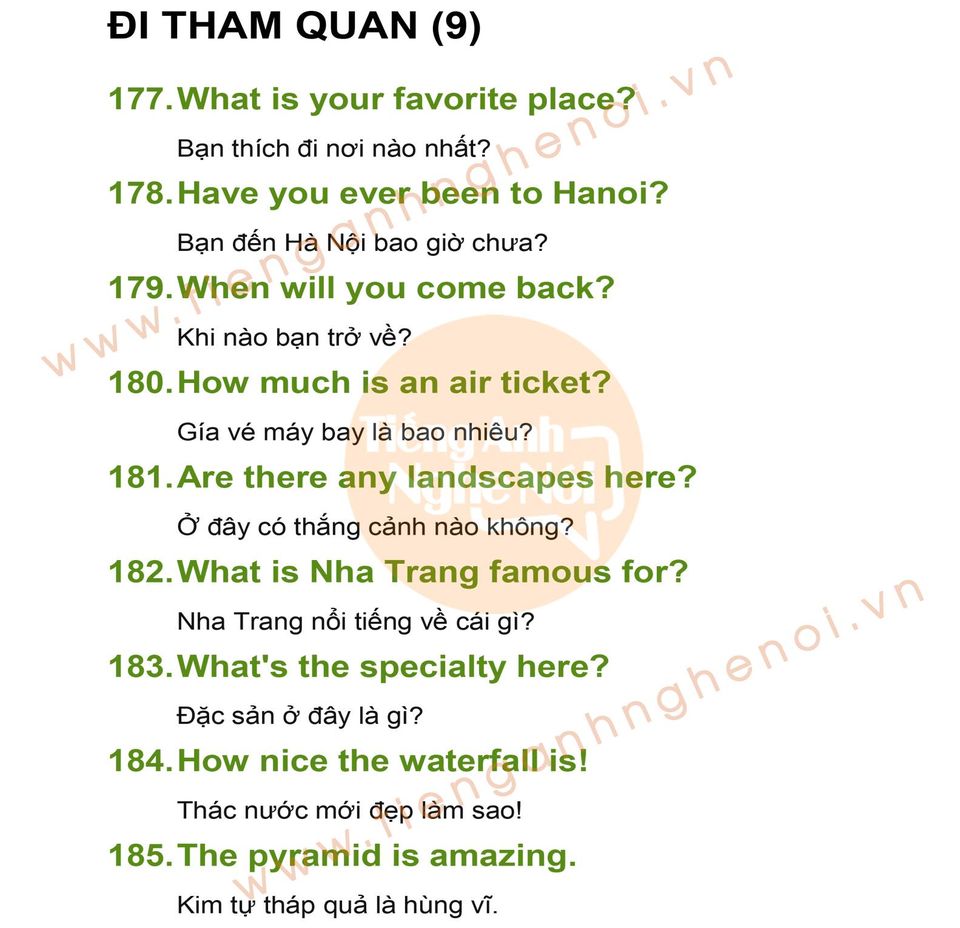 ĐI THAM QUAN (9)
177. What is your favorite place?
Bạn thích đi nơi nào nhất?
178. Have you ever been to Hanoi?
Bạn đến Hà Nội bao giờ chưa?
179. When will you come back?
Khi nào bạn trở về?
180. How much is an air ticket?
Gía vé máy bay là bao nhiêu?
181. Are there any landscapes here?
Ở đây có thắng cảnh nào không?
182. What is Nha Trang famous for?
Nha Trang nổi tiếng về cái gì?
183. What's the specialty here?
Đặc sản ở đây là gì?
184. How nice the waterfall is!
Thác nước mới đẹp làm sao!
185. The pyramid is amazing.
Kim tự tháp quả là hùng vĩ.
www.tienganhnghenoi.vn
Tiếng Anh
Nghe Nói
www.tienganhnghenoi.vn